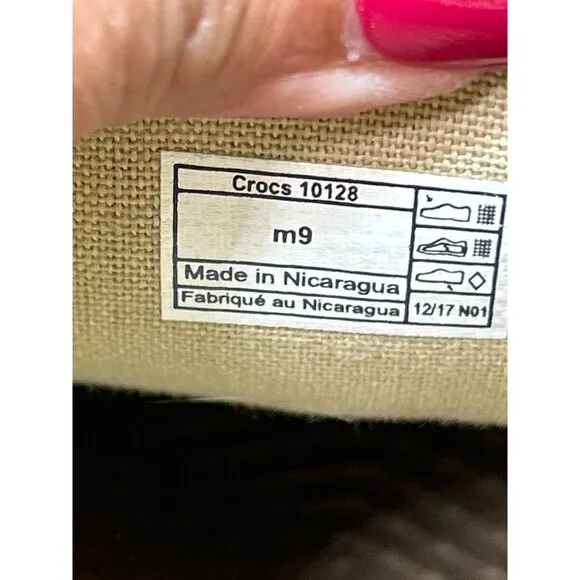 Crocs 10128
m9
Made in Nicaragua
Fabriqué au Nicaragua
12/17 N01